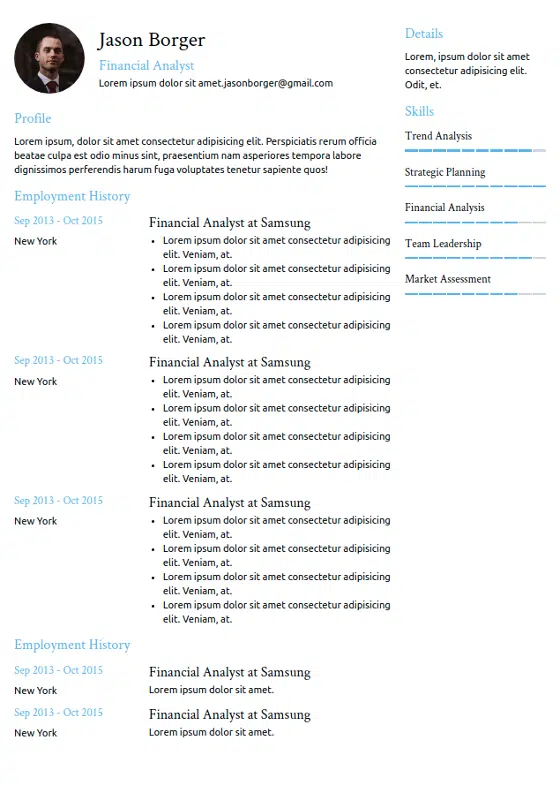 Jason Borger
Financial Analyst
Lorem ipsum dolor sit amet.jasonborger@gmail.com
Profile
Lorem ipsum, dolor sit amet consectetur adipisicing elit. Perspiciatis rerum officia
beatae culpa est odio minus sint, praesentium nam asperiores tempora labore
dignissimos perferendis harum fuga voluptates tenetur sapiente quos!
Employment History
Sep 2013 - Oct 2015
New York
Financial Analyst at Samsung
• Lorem ipsum dolor sit amet consectetur adipisicing
elit. Veniam, at.
• Lorem ipsum dolor sit amet consectetur adipisicing
elit. Veniam, at.
• Lorem ipsum dolor sit amet consectetur adipisicing
elit. Veniam, at.
• Lorem ipsum dolor sit amet consectetur adipisicing
elit. Veniam, at.
Sep 2013 - Oct 2015
New York
Financial Analyst at Samsung
• Lorem ipsum dolor sit amet consectetur adipisicing
elit. Veniam, at.
• Lorem ipsum dolor sit amet consectetur adipisicing
elit. Veniam, at.
• Lorem ipsum dolor sit amet consectetur adipisicing
elit. Veniam, at.
• Lorem ipsum dolor sit amet consectetur adipisicing
elit. Veniam, at.
Sep 2013 - Oct 2015
New York
Financial Analyst at Samsung
• Lorem ipsum dolor sit amet consectetur adipisicing
elit. Veniam, at.
• Lorem ipsum dolor sit amet consectetur adipisicing
elit. Veniam, at.
• Lorem ipsum dolor sit amet consectetur adipisicing
elit. Veniam, at.
• Lorem ipsum dolor sit amet consectetur adipisicing
elit. Veniam, at.
Employment History
Sep 2013 - Oct 2015
New York
Financial Analyst at Samsung
Lorem ipsum dolor sit amet.
Sep 2013 - Oct 2015
New York
Financial Analyst at Samsung
Lorem ipsum dolor sit amet.
Details
Lorem, ipsum dolor sit amet
consectetur adipisicing elit.
Odit, et.
Skills
Trend Analysis
Strategic Planning
Financial Analysis
Team Leadership
Market Assessment